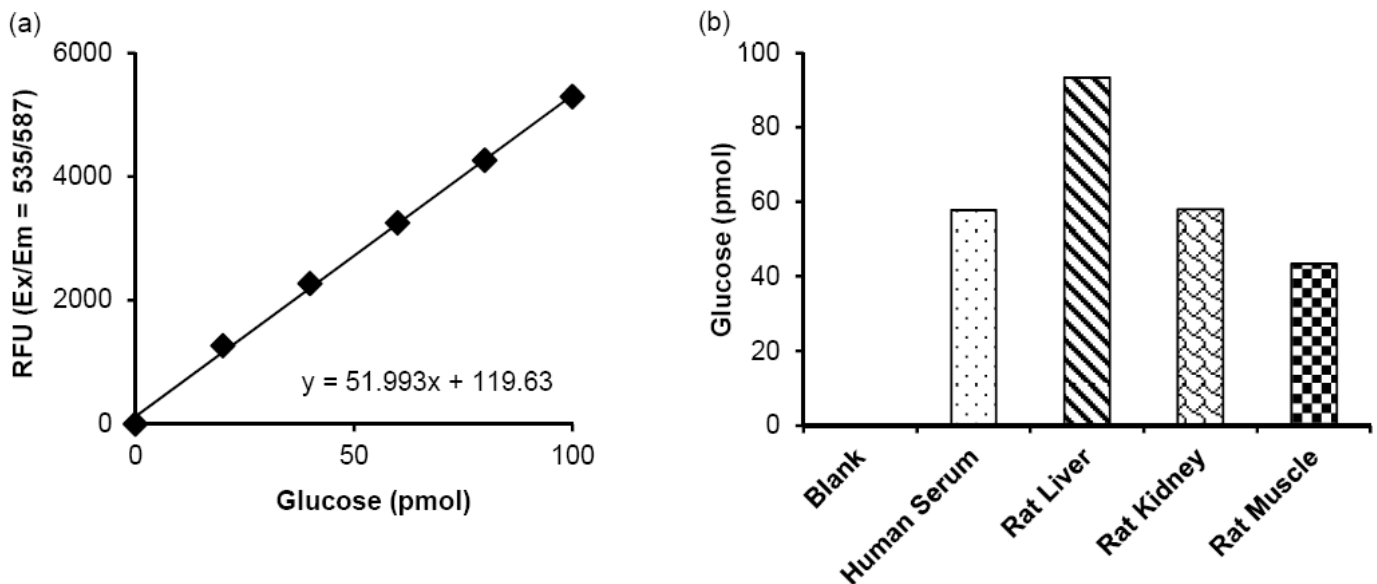 (a)
RFU (Ex/Em = 535/587)
6000
4000
2000
0
y = 51.993x + 119.63
0 50 100
Glucose (pmol)
(b)
Glucose (pmol)
100
80
60
40
20
0
Blank
Human Serum
Rat Liver
Rat Kidney
Rat Muscle